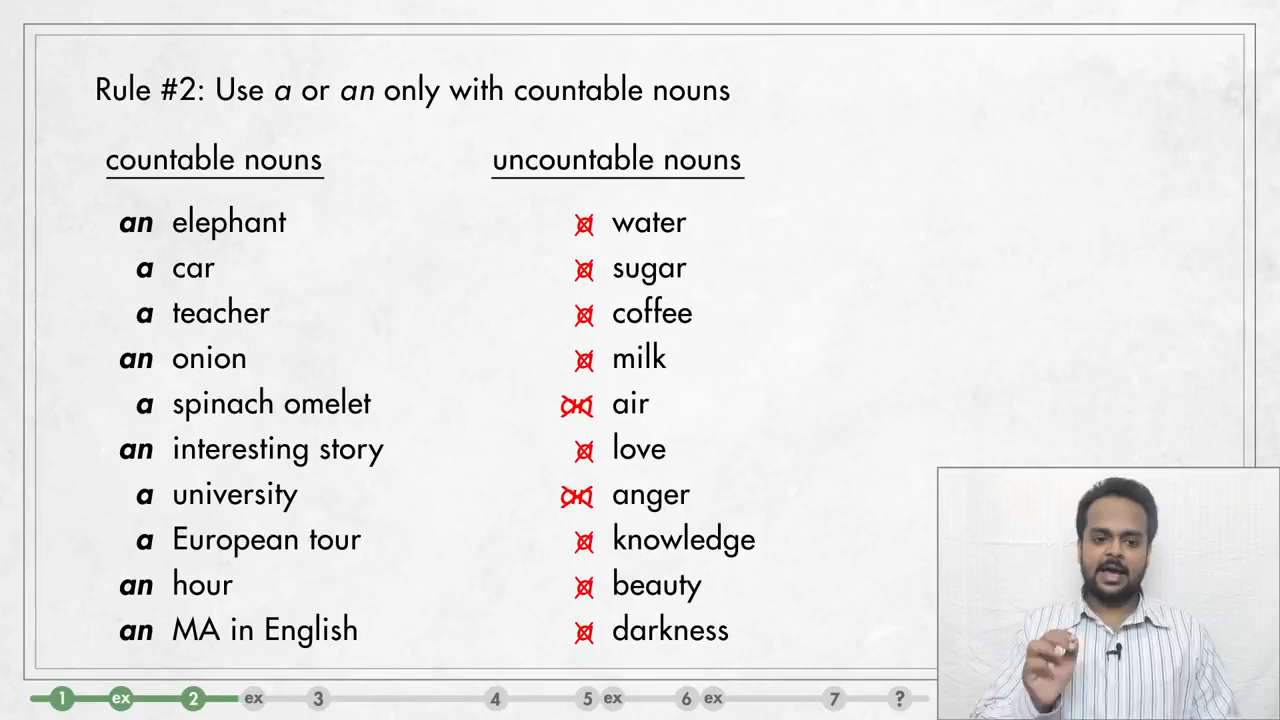 Rule #2: Use a or an only with countable nouns
countable nouns
an elephant
a car
a teacher
an onion
a spinach omelet
an interesting story
a university
a European tour
an hour
an MA in English
uncountable nouns
a water
a sugar
a coffee
a milk
an air
a love
an anger
a knowledge
a beauty
a darkness
1 ex 2 ex 3 4 5 ex 6 ex 7 ?